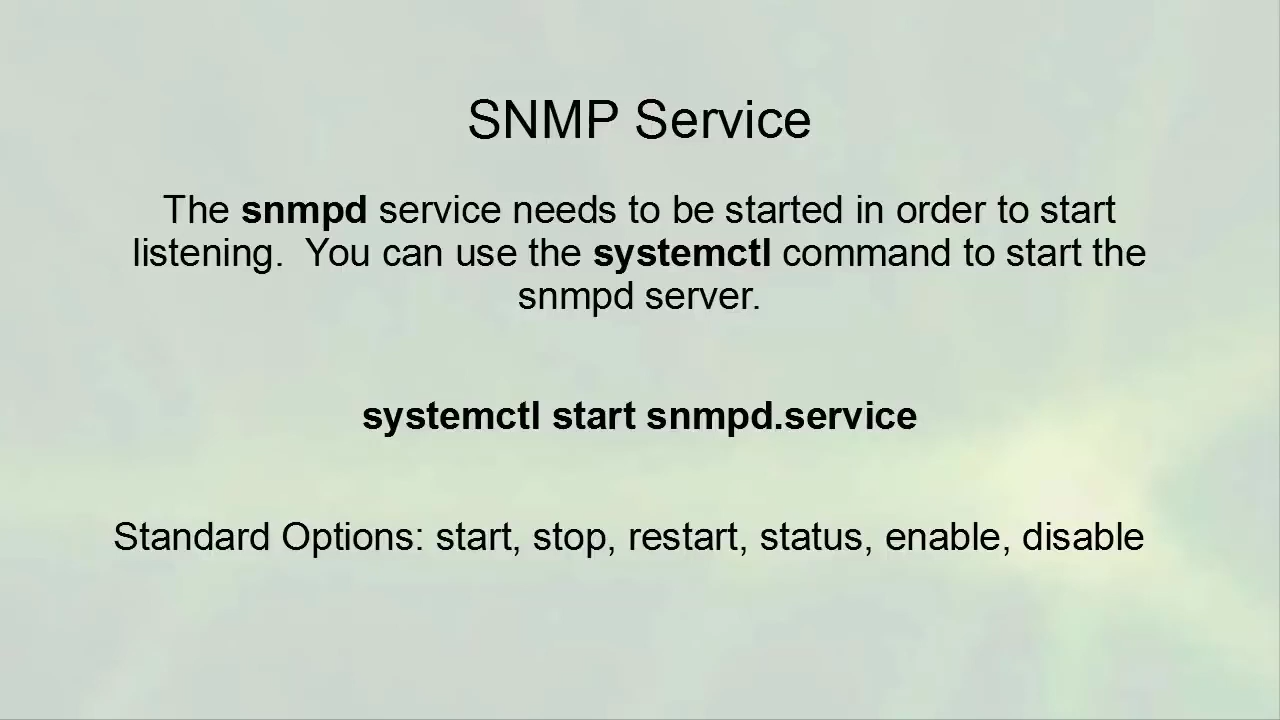 SNMP Service
The snmpd service needs to be started in order to start
listening.  You can use the systemctl command to start the
snmpd server.
systemctl start snmpd.service
Standard Options: start, stop, restart, status, enable, disable